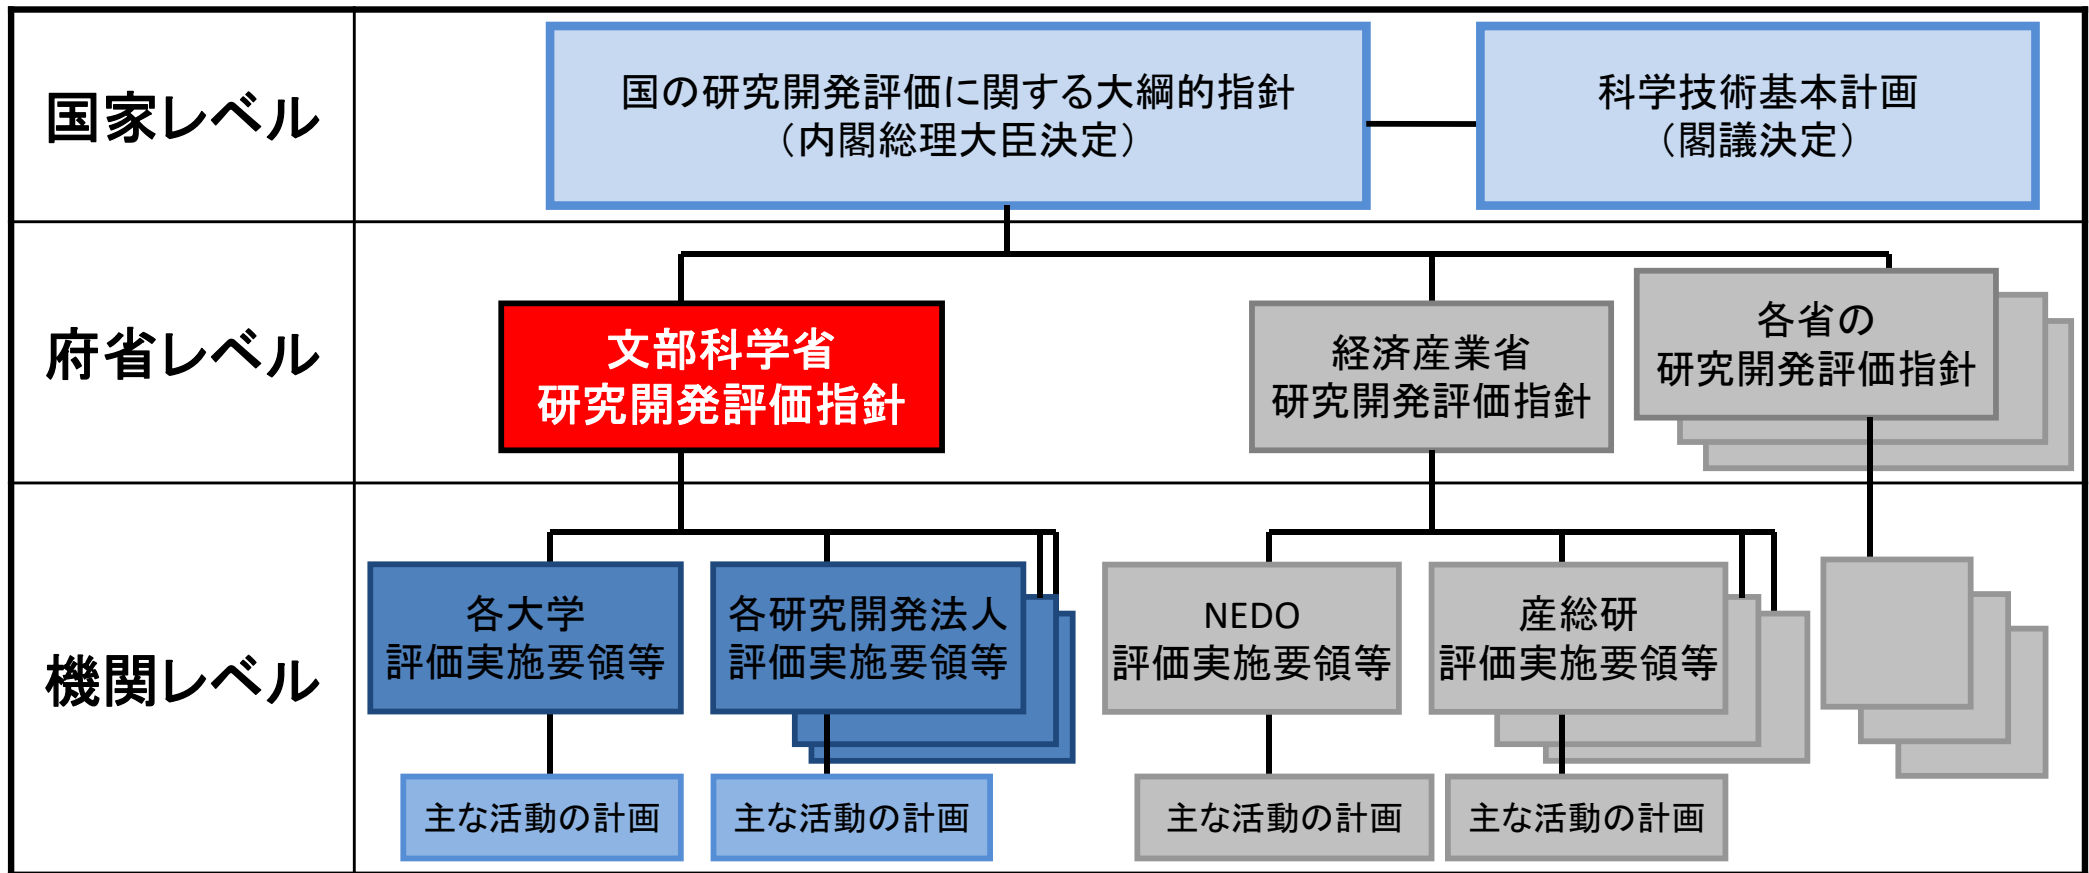 国家レベル
国の研究開発評価に関する大綱的指針
（内閣総理大臣決定）
科学技術基本計画
（閣議決定）
府省レベル
文部科学省
研究開発評価指針
経済産業省
研究開発評価指針
各省の
研究開発評価指針
機関レベル
各大学
評価実施要領等
各研究開発法人
評価実施要領等
NEDO
評価実施要領等
産総研
評価実施要領等
主な活動の計画
主な活動の計画
主な活動の計画
主な活動の計画